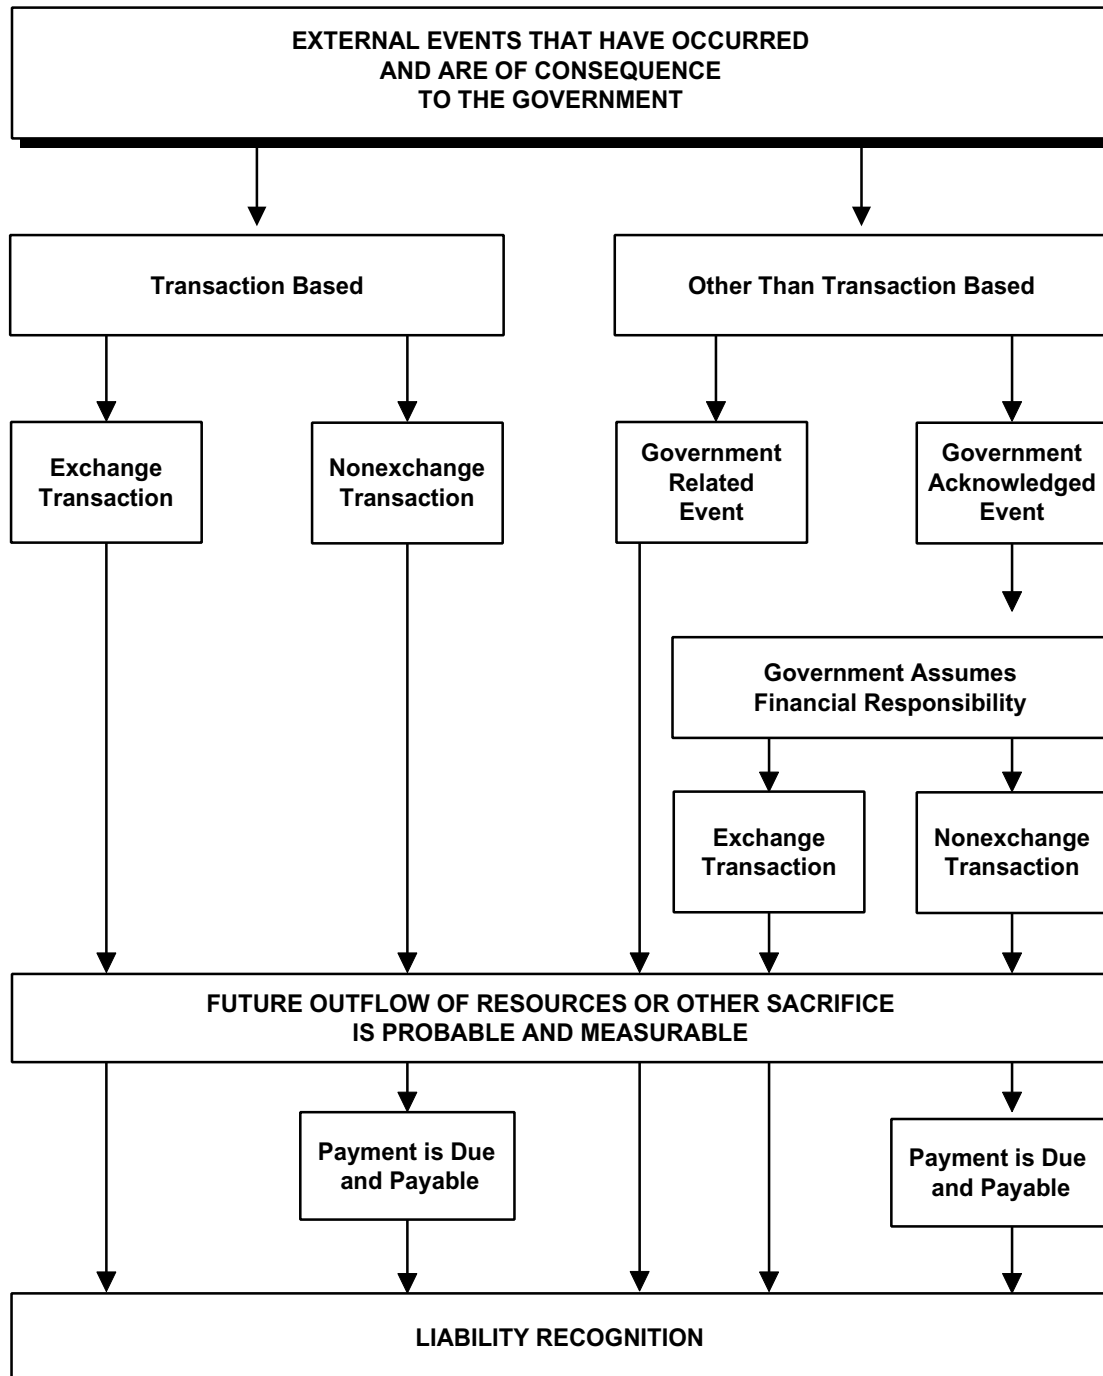 EXTERNAL EVENTS THAT HAVE OCCURRED
AND ARE OF CONSEQUENCE
TO THE GOVERNMENT
Transaction Based
Other Than Transaction Based
Exchange
Transaction
Nonexchange
Transaction
Government
Related
Event
Government
Acknowledged
Event
Government Assumes
Financial Responsibility
Exchange
Transaction
Nonexchange
Transaction
FUTURE OUTFLOW OF RESOURCES OR OTHER SACRIFICE
IS PROBABLE AND MEASURABLE
Payment is Due
and Payable
Payment is Due
and Payable
LIABILITY RECOGNITION